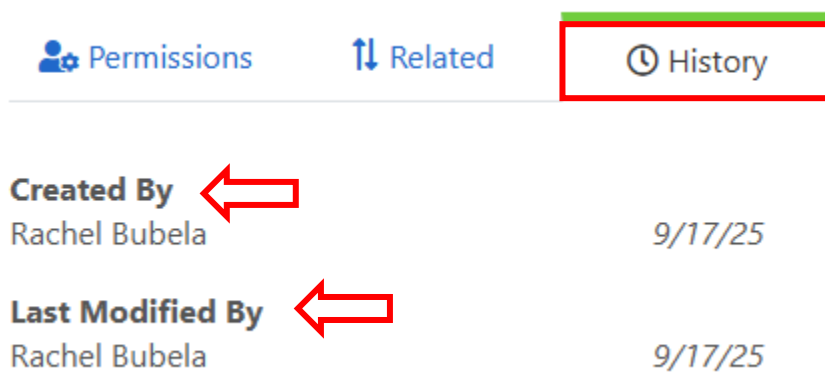 Permissions Related History
Created By
Rachel Bubela 9/17/25
Last Modified By
Rachel Bubela 9/17/25